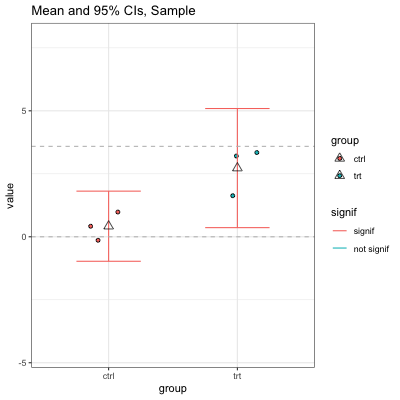 Mean and 95% CIs, Sample
value
5
0
-5
ctrl
trt
group
group
ctrl
trt
signif
signif
not signif